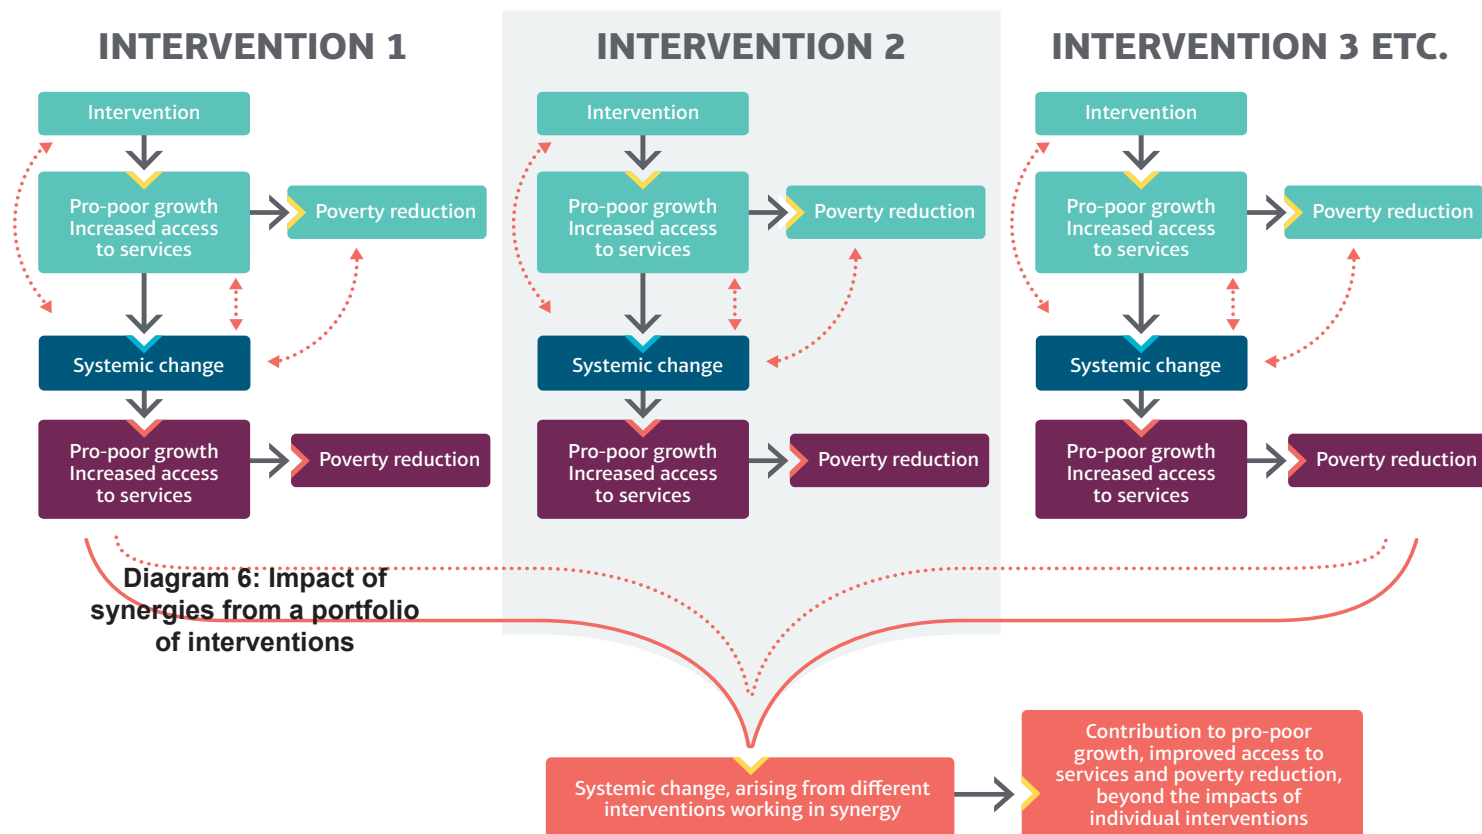 INTERVENTION 1
Intervention
Pro-poor growth
Increased access
to services
Poverty reduction
Systemic change
Pro-poor growth
Increased access
to services
Poverty reduction
INTERVENTION 2
Intervention
Pro-poor growth
Increased access
to services
Poverty reduction
Systemic change
Pro-poor growth
Increased access
to services
Poverty reduction
INTERVENTION 3 ETC.
Intervention
Pro-poor growth
Increased access
to services
Poverty reduction
Systemic change
Pro-poor growth
Increased access
to services
Poverty reduction
Diagram 6: Impact of
synergies from a portfolio
of interventions
Systemic change, arising from different
interventions working in synergy
Contribution to pro-poor
growth, improved access to
services and poverty reduction,
beyond the impacts of
individual interventions